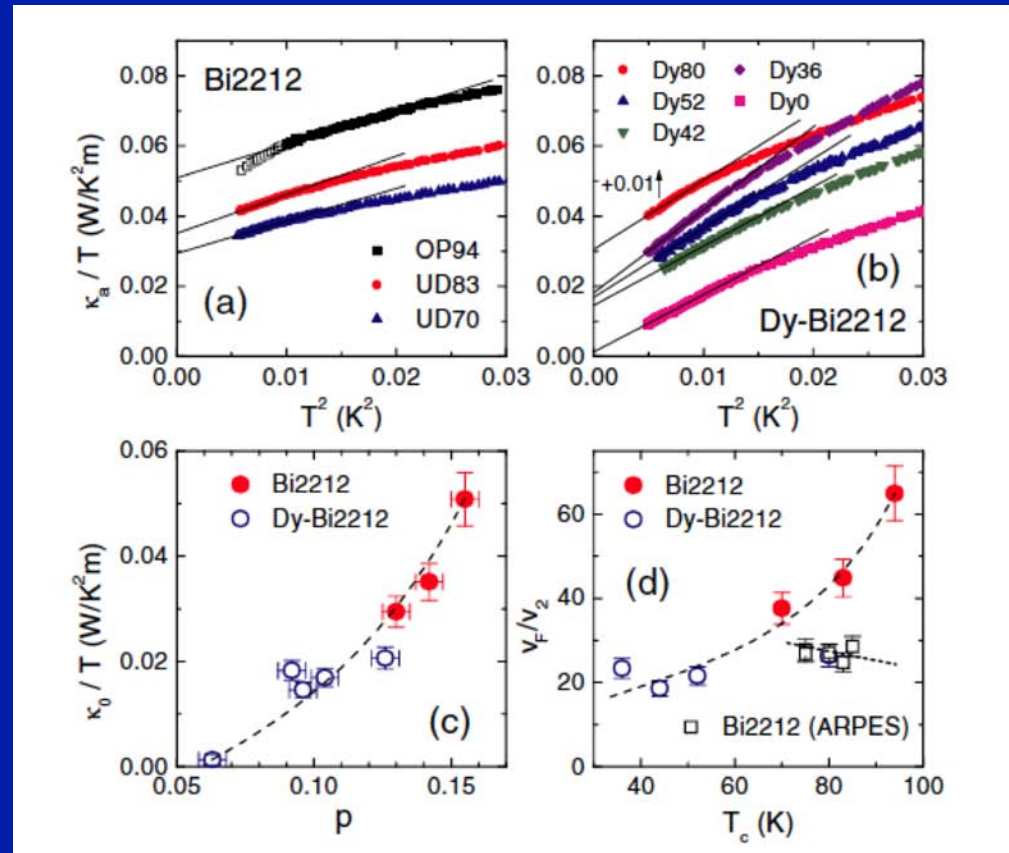 0.08
0.06
0.04
0.02
0.00
κa / T (W/K²m)
Bi2212
OP94
UD83
UD70
(a)
0.00 0.01 0.02 0.03
T² (K²)
0.08
0.06
0.04
0.02
0.00
Dy80 Dy36
Dy52 Dy0
Dy42
+0.01
(b)
Dy-Bi2212
0.00 0.01 0.02 0.03
T² (K²)
0.06
0.04
0.02
0.00
κ0 / T (W/K²m)
Bi2212
Dy-Bi2212
(c)
0.05 0.10 0.15
p
60
40
20
0
vF/v2
Bi2212
Dy-Bi2212
(d)
Bi2212 (ARPES)
40 60 80 100
Tc (K)